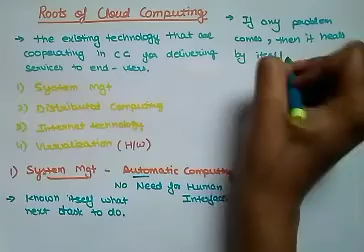 Roots of Cloud Computing
→ The existing technology that are
cooperating in C C for delivering
services to end-users.
1) System Mgt
2) Distributed Computing
3) Internet technology
4) Virtualisation (H/W)
1) System Mgt - Automatic Computing
No Need for Human
Interface
→ Known itself what
next task to do.
→ If any problem
comes, then it heals
by itself